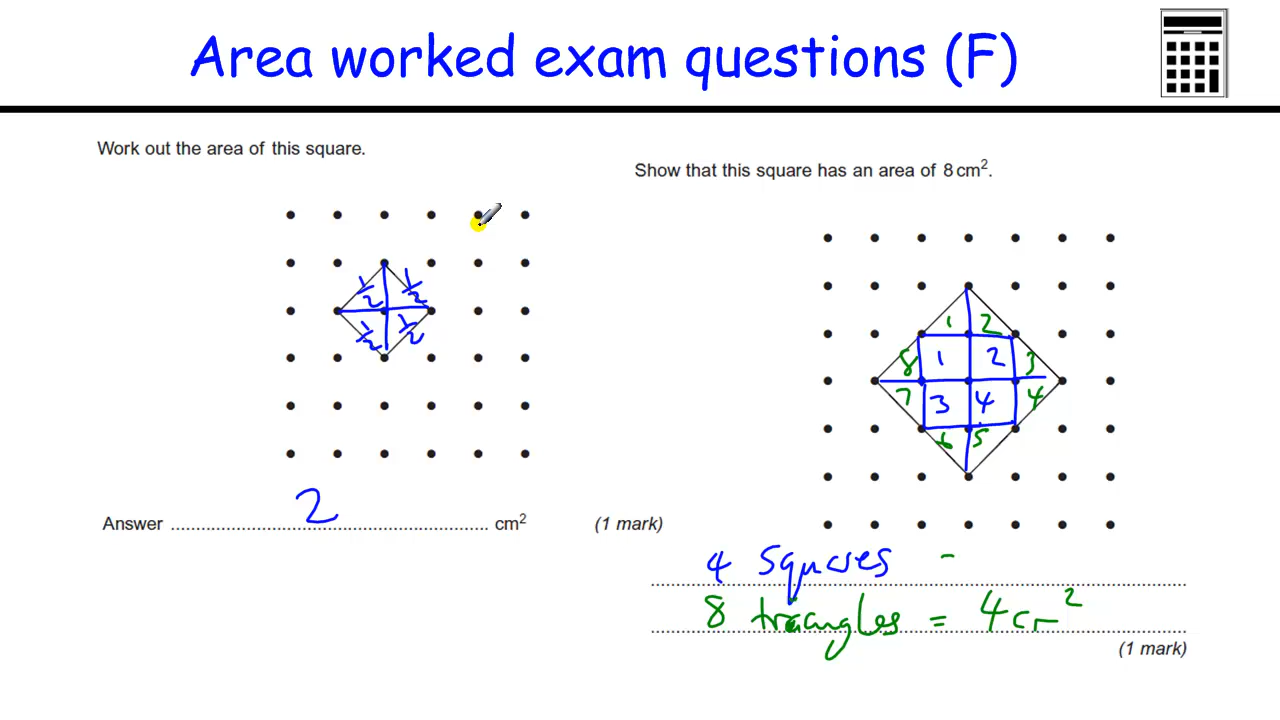 Area worked exam questions (F)
Work out the area of this square.
½ ½
½ ½
Answer ........ 2 ........ cm²
(1 mark)
Show that this square has an area of 8 cm².
1 2
8 1 2 3
7 3 4 4
6 5
4 squares -
8 triangles = 4cm²
(1 mark)